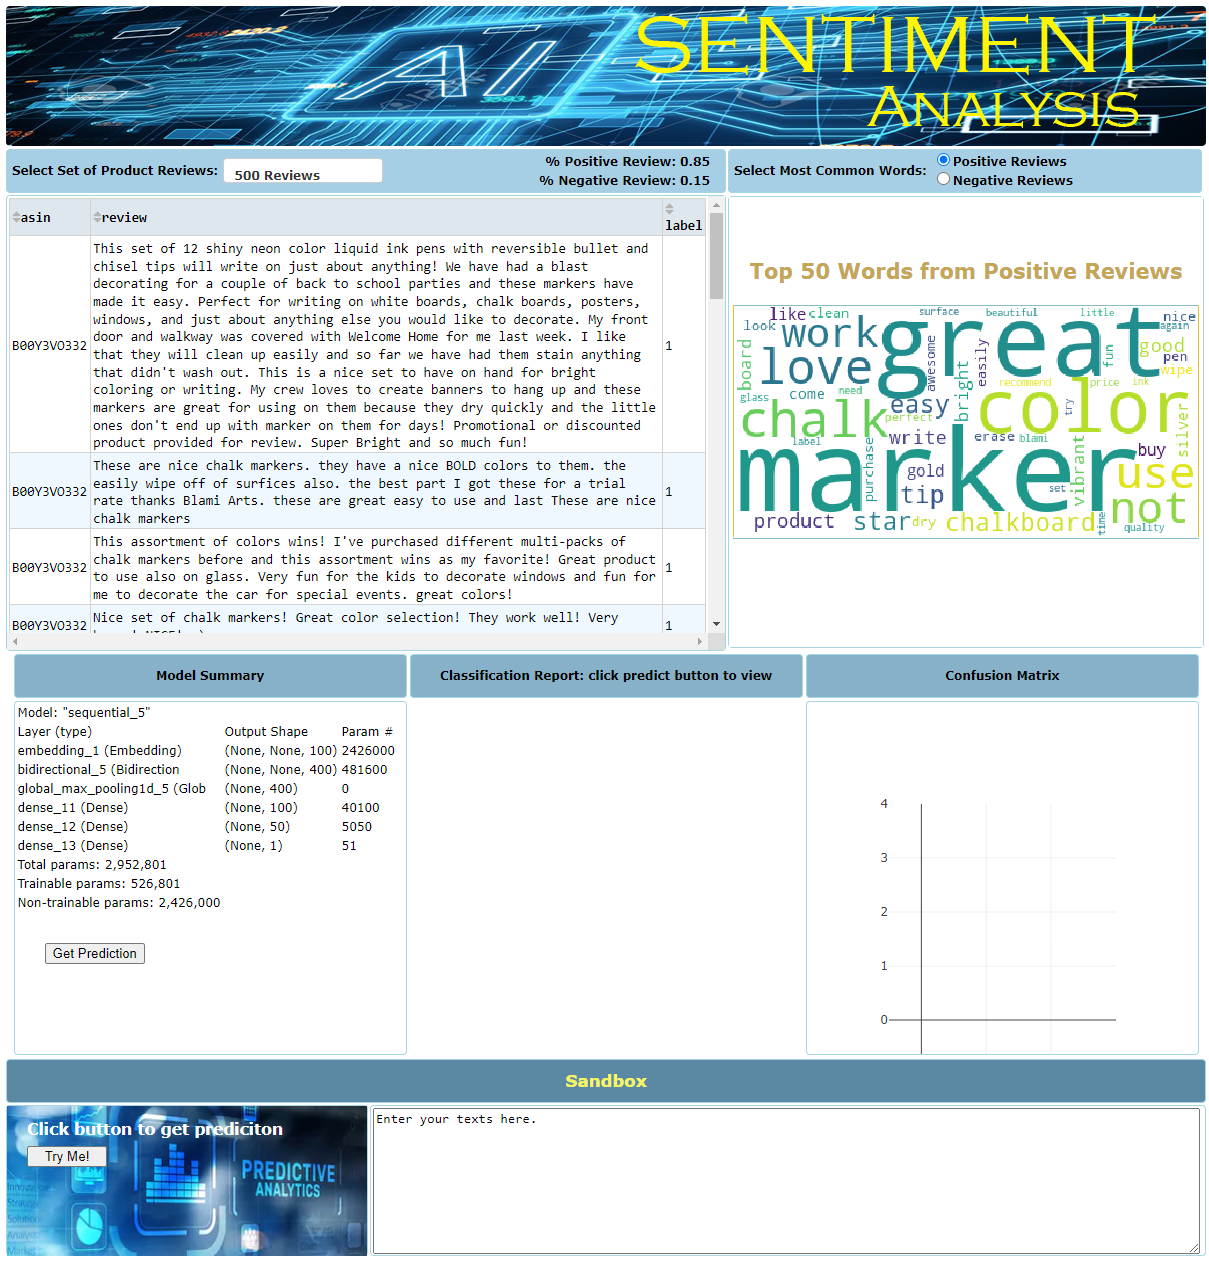 AI
SENTIMENT
ANALYSIS
Select Set of Product Reviews:
500 Reviews
% Positive Review: 0.85
% Negative Review: 0.15
Select Most Common Words:
Positive Reviews
Negative Reviews
asin review label
B00Y3VO332
This set of 12 shiny neon color liquid ink pens with reversible bullet and
chisel tips will write on just about anything! We have had a blast
decorating for a couple of back to school parties and these markers have
made it easy. Perfect for writing on white boards, chalk boards, posters,
windows, and just about anything else you would like to decorate. My front
door and walkway was covered with Welcome Home for me last week. I like
that they will clean up easily and so far we have had them stain anything
that didn't wash out. This is a nice set to have on hand for bright
coloring or writing. My crew loves to create banners to hang up and these
markers are great for using on them because they dry quickly and the little
ones don't end up with marker on them for days! Promotional or discounted
product provided for review. Super Bright and so much fun!
1
B00Y3VO332
These are nice chalk markers. they have a nice BOLD colors to them. the
easily wipe off of surfices also. the best part I got these for a trial
rate thanks Blami Arts. these are great easy to use and last These are nice
chalk markers
1
B00Y3VO332
This assortment of colors wins! I've purchased different multi-packs of
chalk markers before and this assortment wins as my favorite! Great product
to use also on glass. Very fun for the kids to decorate windows and fun for
me to decorate the car for special events. great colors!
1
B00Y3VO332
Nice set of chalk markers! Great color selection! They work well! Very
1
Top 50 Words from Positive Reviews
like clean surface beautiful little nice
look work great again
board love awesome easily fun good pen
glass come need bright recommend price ink wipe
chalk easy perfect color try silver
label write erase blami vibrant buy
marker purchase gold tip set use not
product star dry chalkboard time quality
Model Summary
Classification Report: click predict button to view
Confusion Matrix
Model: "sequential_5"
Layer (type) Output Shape Param #
embedding_1 (Embedding) (None, None, 100) 2426000
bidirectional_5 (Bidirection (None, None, 400) 481600
global_max_pooling1d_5 (Glob (None, 400) 0
dense_11 (Dense) (None, 100) 40100
dense_12 (Dense) (None, 50) 5050
dense_13 (Dense) (None, 1) 51
Total params: 2,952,801
Trainable params: 526,801
Non-trainable params: 2,426,000
Get Prediction
4
3
2
1
0
Sandbox
Click button to get prediciton
Try Me!
PREDICTIVE
ANALYTICS
Enter your texts here.